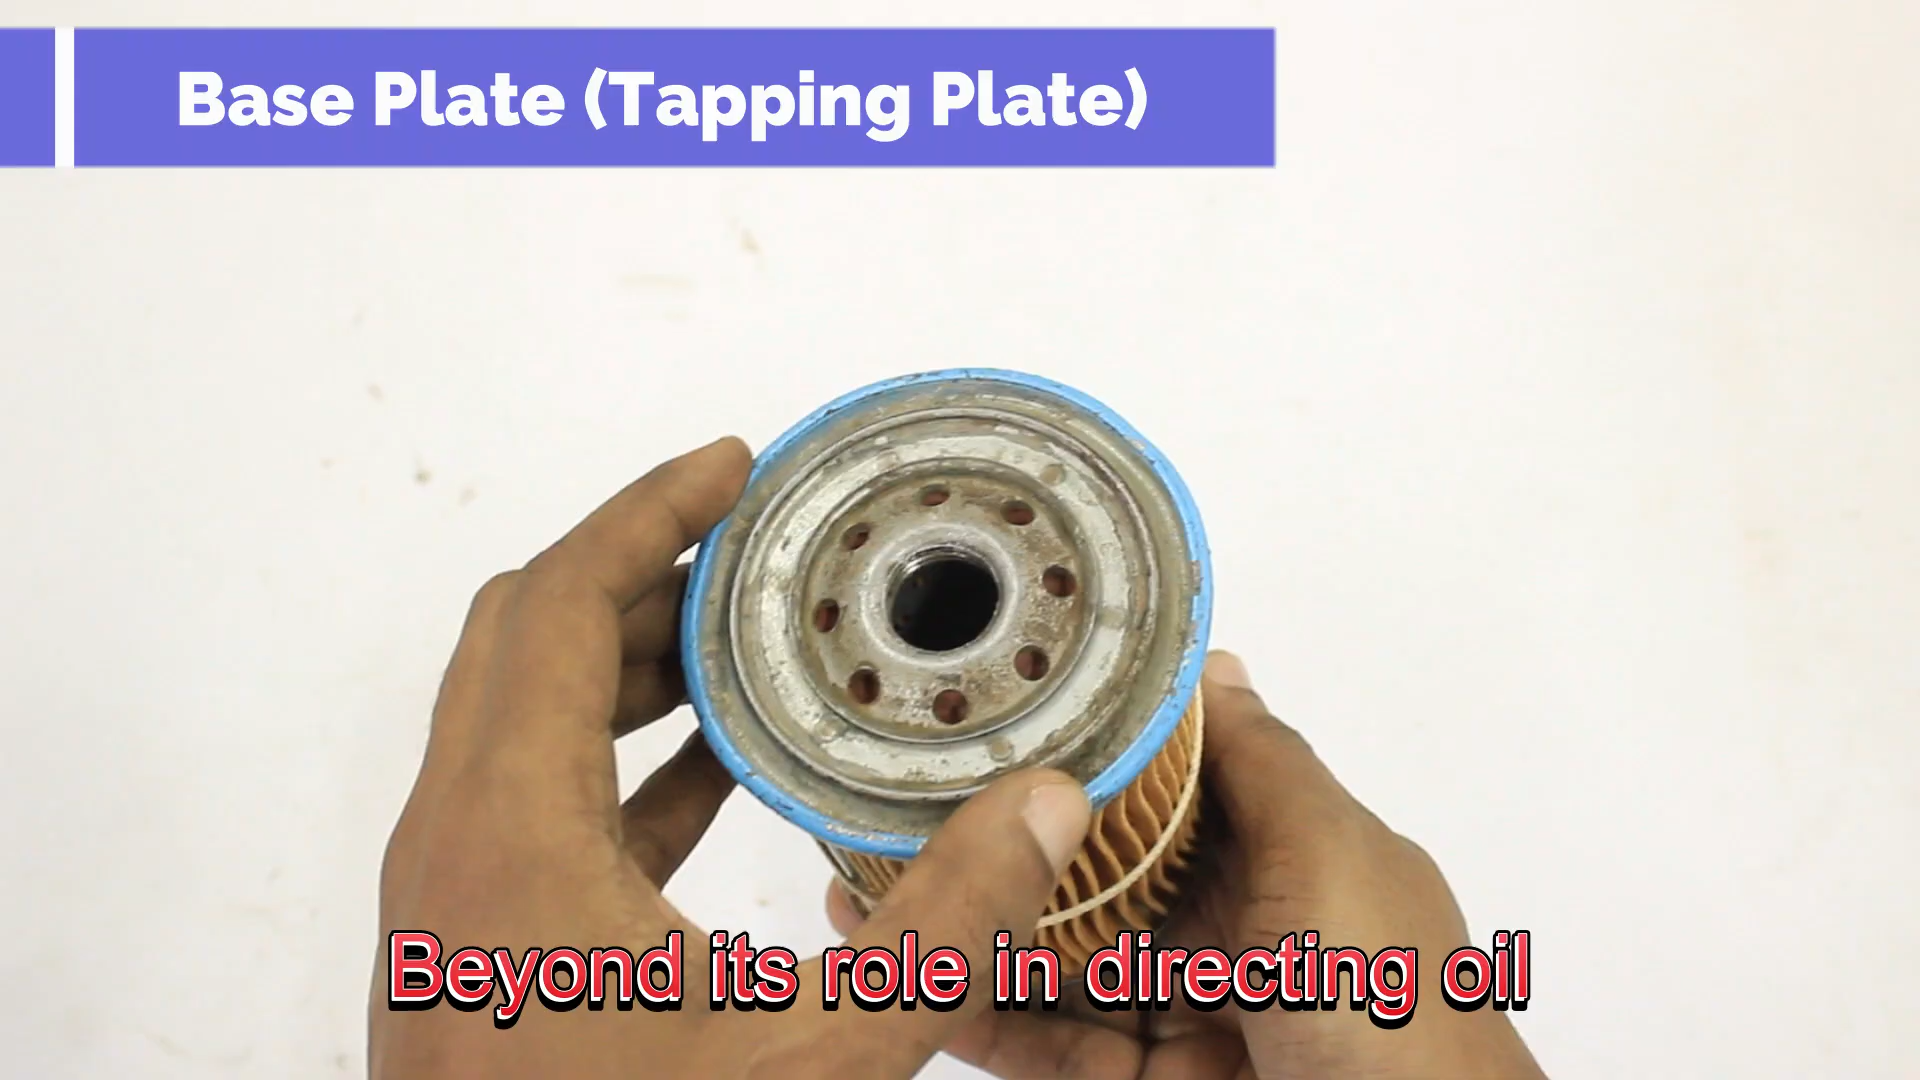 Base Plate (Tapping Plate)
Beyond its role in directing oil